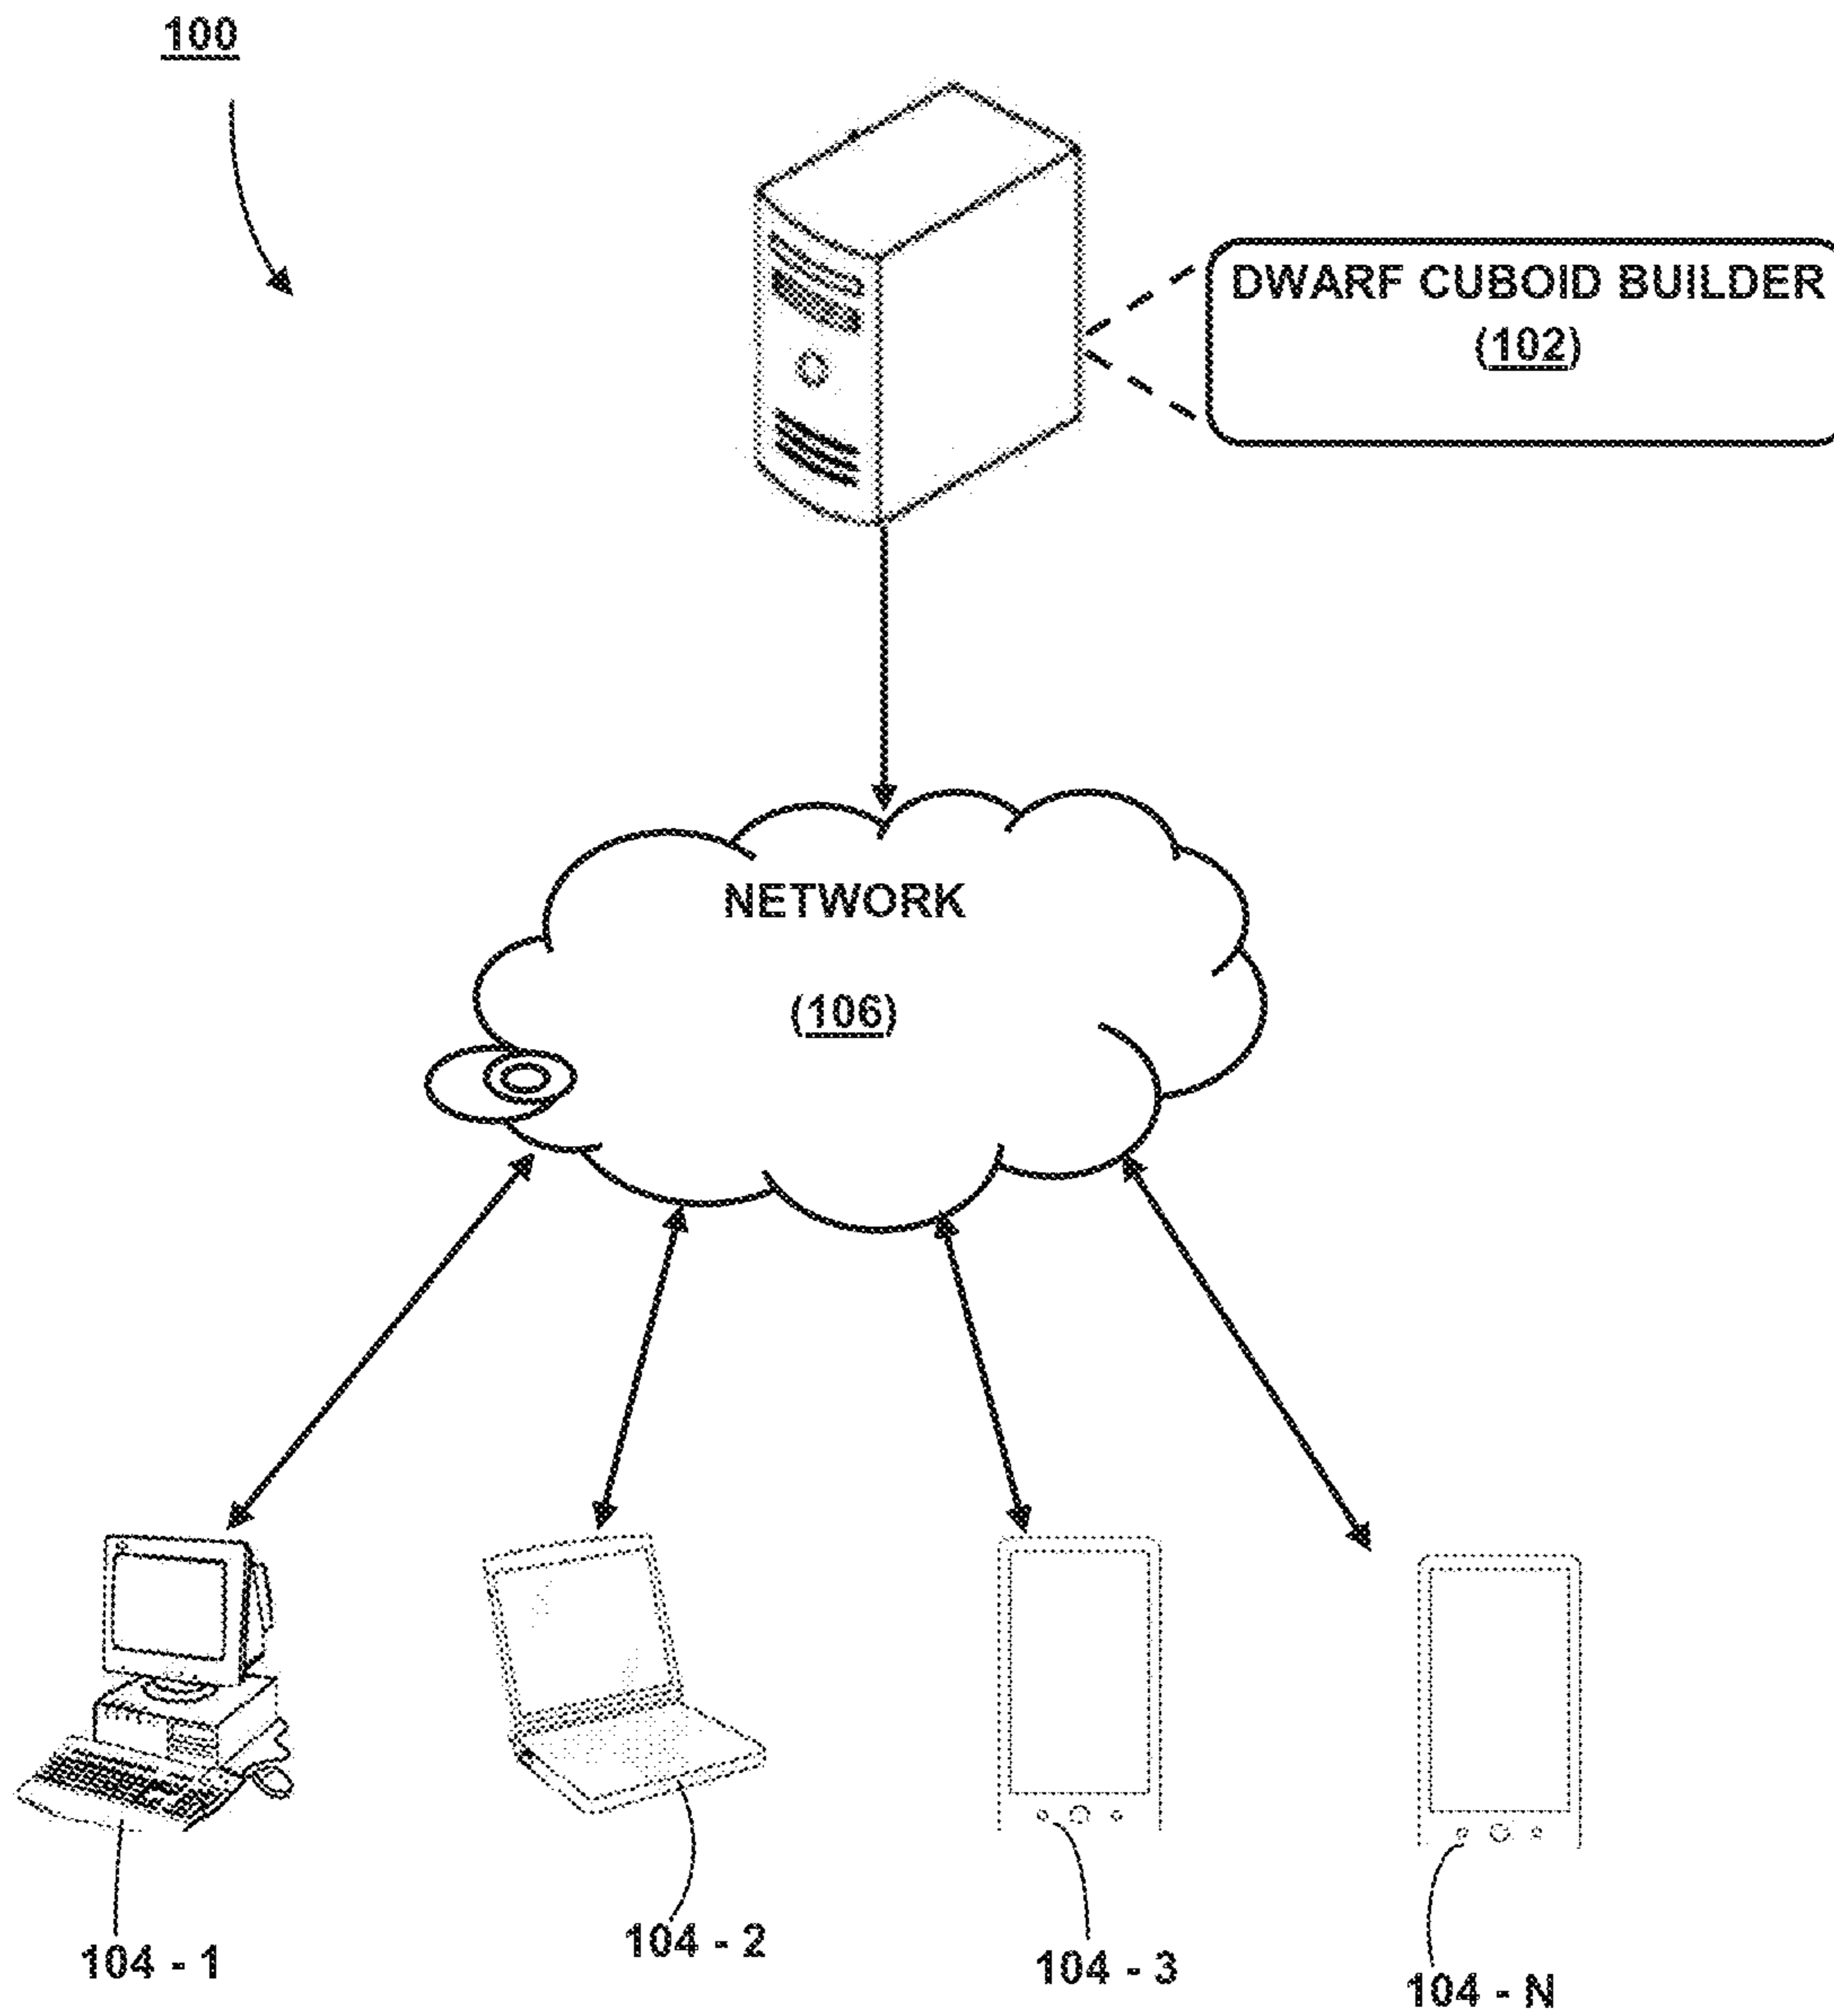 100
DWARF CUBOID BUILDER
(102)
NETWORK
(106)
104 - 1
104 - 2
104 - 3
104 - N